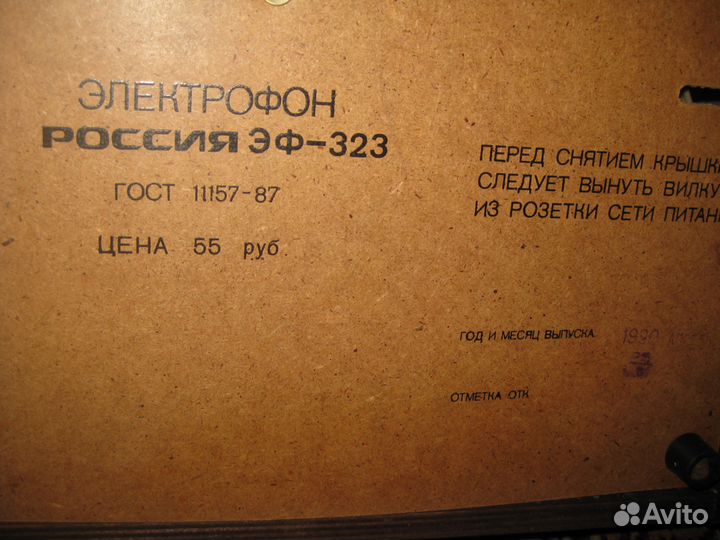 ЭЛЕКТРОФОН
РОССИЯ ЭФ-323
ГОСТ 11157-87
ЦЕНА 55 руб
ПЕРЕД СНЯТИЕМ КРЫШК
СЛЕДУЕТ ВЫНУТЬ ВИЛКУ
ИЗ РОЗЕТКИ СЕТИ ПИТАН
ГОД И МЕСЯЦ ВЫПУСКА 1990
ОТМЕТКА ОТК
Avito